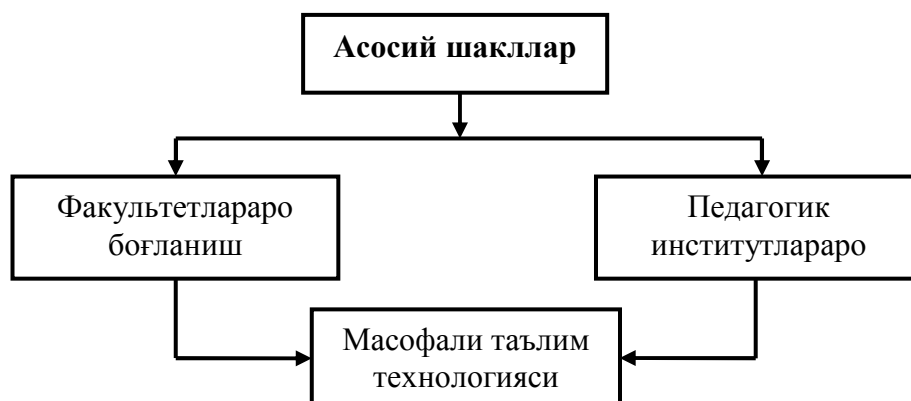 Асосий шакллар
Факультетлараро
боғланиш
Педагогик
институтлараро
Масофали таълим
технологияси